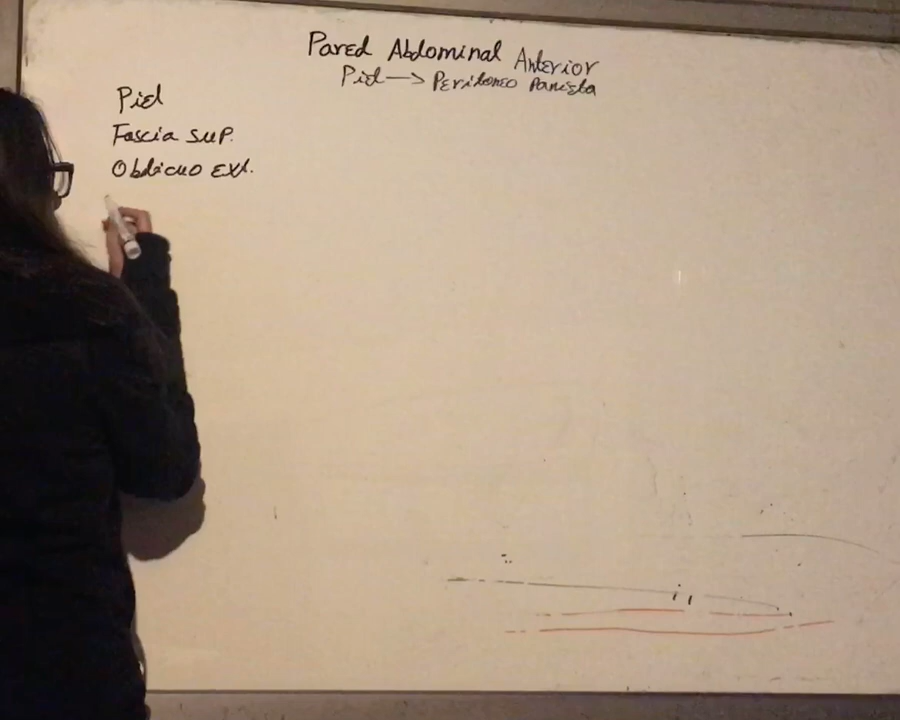 Pared Abdominal Anterior
Piel → Peritoneo Parietal
Piel
Fascia sup.
Oblicuo Ext.